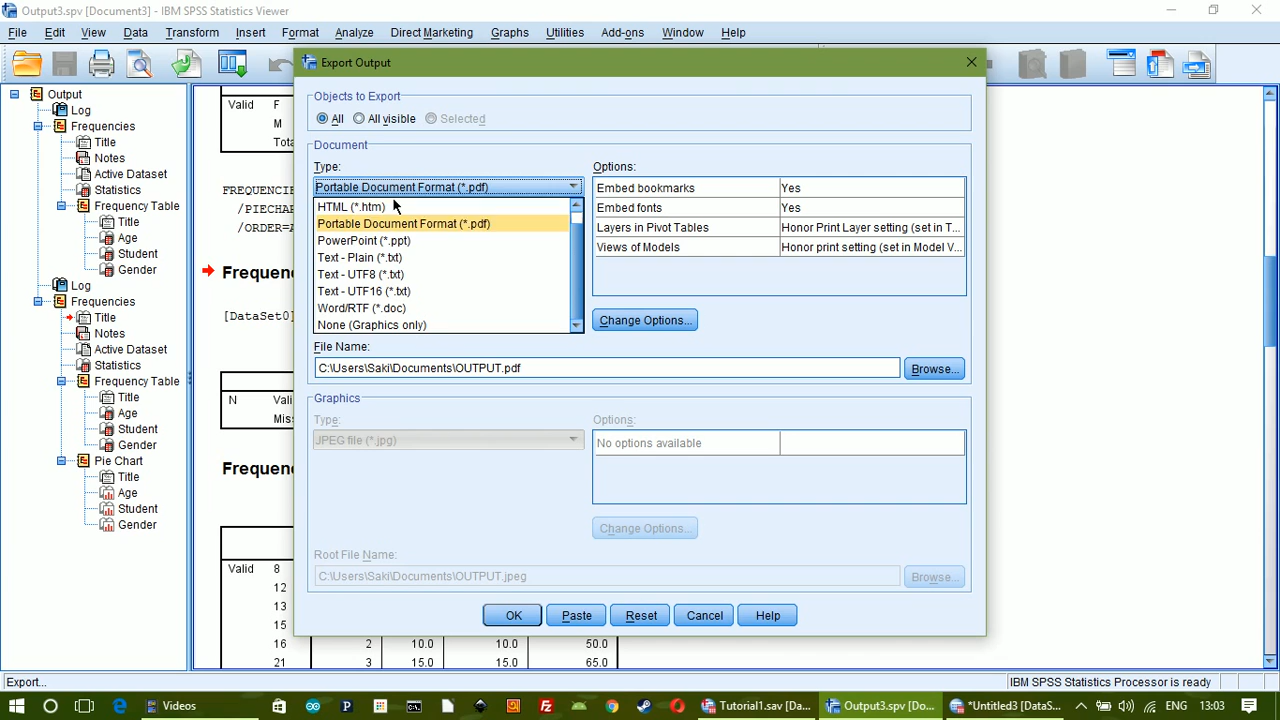 Output3.spv [Document3] - IBM SPSS Statistics Viewer
File Edit View Data Transform Insert Format Analyze Direct Marketing Graphs Utilities Add-ons Window Help
Output
Log
Frequencies
Title
Notes
Active Dataset
Statistics
Frequency Table
Title
Age
Student
Gender
Log
Frequencies
Title
Notes
Active Dataset
Statistics
Frequency Table
Title
Age
Student
Gender
Pie Chart
Title
Age
Student
Gender
Valid F
M
Tota
FREQUENCIE
/PIECHAR
/ORDER=A
Frequenc
[DataSet0]
N Vali
Miss
Frequenc
Valid 8
12
13
15
16 2 10.0 10.0 50.0
21 3 15.0 15.0 65.0
Export Output
Objects to Export
All All visible Selected
Document
Type:
Portable Document Format (*.pdf)
HTML (*.htm)
Portable Document Format (*.pdf)
PowerPoint (*.ppt)
Text - Plain (*.txt)
Text - UTF8 (*.txt)
Text - UTF16 (*.txt)
Word/RTF (*.doc)
None (Graphics only)
Options:
Embed bookmarks Yes
Embed fonts Yes
Layers in Pivot Tables Honor Print Layer setting (set in T...
Views of Models Honor print setting (set in Model V...
Change Options...
File Name:
C:\Users\Saki\Documents\OUTPUT.pdf Browse...
Graphics
Type:
JPEG file (*.jpg)
Options:
No options available
Change Options...
Root File Name:
C:\Users\Saki\Documents\OUTPUT.jpeg Browse...
OK Paste Reset Cancel Help
Export... IBM SPSS Statistics Processor is ready
Videos Tutorial1.sav [Da... Output3.spv [Do... *Untitled3 [DataS... ENG 13:03